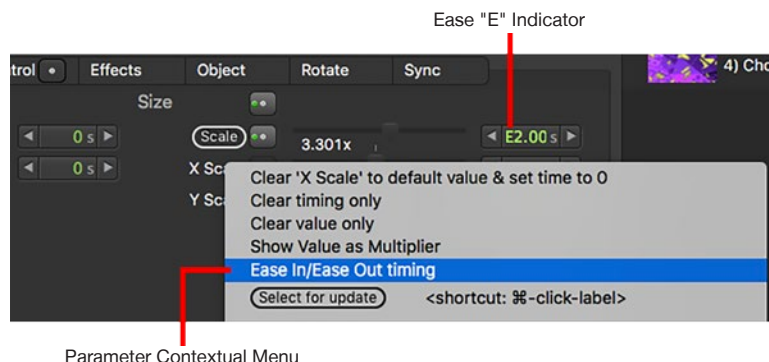 Ease "E" Indicator
trol Effects Object Rotate Sync
4) Cho
Size
0 s Scale 3.301x E2.00 s
0 s X Sc
Y Sc
Clear 'X Scale' to default value & set time to 0
Clear timing only
Clear value only
Show Value as Multiplier
Ease In/Ease Out timing
Select for update <shortcut: ⌘-click-label>
Parameter Contextual Menu